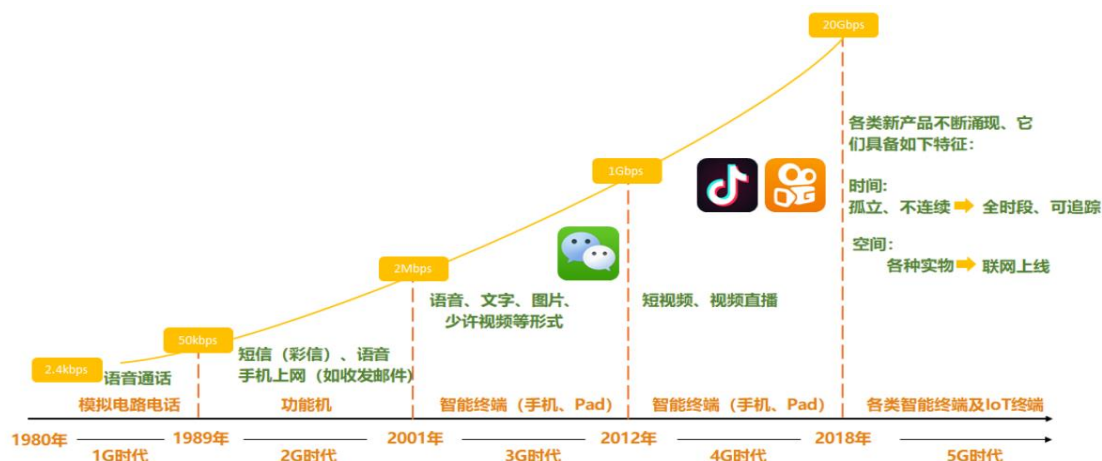 20Gbps
各类新产品不断涌现、它
们具备如下特征：
1Gbps
时间：
孤立、不连续 全时段、可追踪
空间：
各种实物 联网上线
2Mbps
语音、文字、图片、
少许视频等形式
短视频、视频直播
50kbps
短信（彩信）、语音
手机上网（如收发邮件）
2.4kbps
语音通话
模拟电路电话 功能机 智能终端（手机、Pad） 智能终端（手机、Pad） 各类智能终端及IoT终端
1980年 1989年 2001年 2012年 2018年
1G时代 2G时代 3G时代 4G时代 5G时代